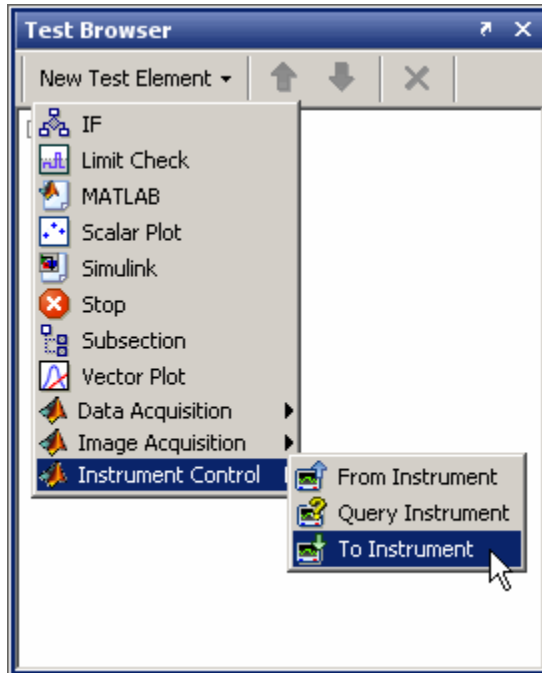 Test Browser
New Test Element
IF
Limit Check
MATLAB
Scalar Plot
Simulink
Stop
Subsection
Vector Plot
Data Acquisition
Image Acquisition
Instrument Control
From Instrument
Query Instrument
To Instrument